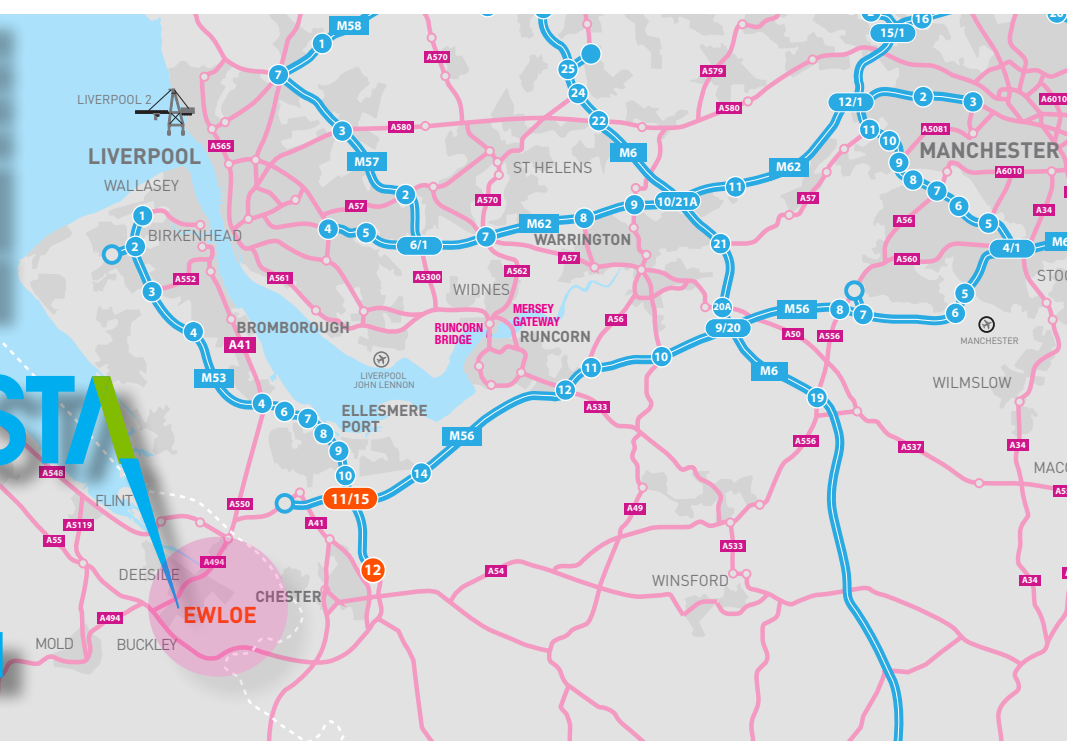 M58
16
15/1
1
A570
25
A579
7
LIVERPOOL 2
24
A580
12/1
2
3
A6010
3
A580
22
11
A5081
10
A565
M6
MANCHESTER
LIVERPOOL
M57
ST HELENS
M62
9
A6010
WALLASEY
2
A570
11
8
7
A57
A57
9
10/21A
6
A34
1
M62
8
A56
5
BIRKENHEAD
4
5
6/1
7
WARRINGTON
21
4/1
M6
2
A57
A560
A552
A561
A5300
A562
STOC
3
WIDNES
5
MERSEY
GATEWAY
20A
M56
8
7
6
BROMBOROUGH
RUNCORN
BRIDGE
RUNCORN
A56
9/20
A50
A556
4
A41
MANCHESTER
LIVERPOOL
JOHN LENNON
11
10
M53
M6
WILMSLOW
STA
12
19
4
6
7
ELLESMERE
PORT
A533
8
M56
A556
A537
A34
9
A548
10
14
MACC
FLINT
11/15
A550
A49
A5119
A41
A55
A533
A494
12
A54
DEESIDE
CHESTER
WINSFORD
A34
EWLOE
A494
MOLD
BUCKLEY